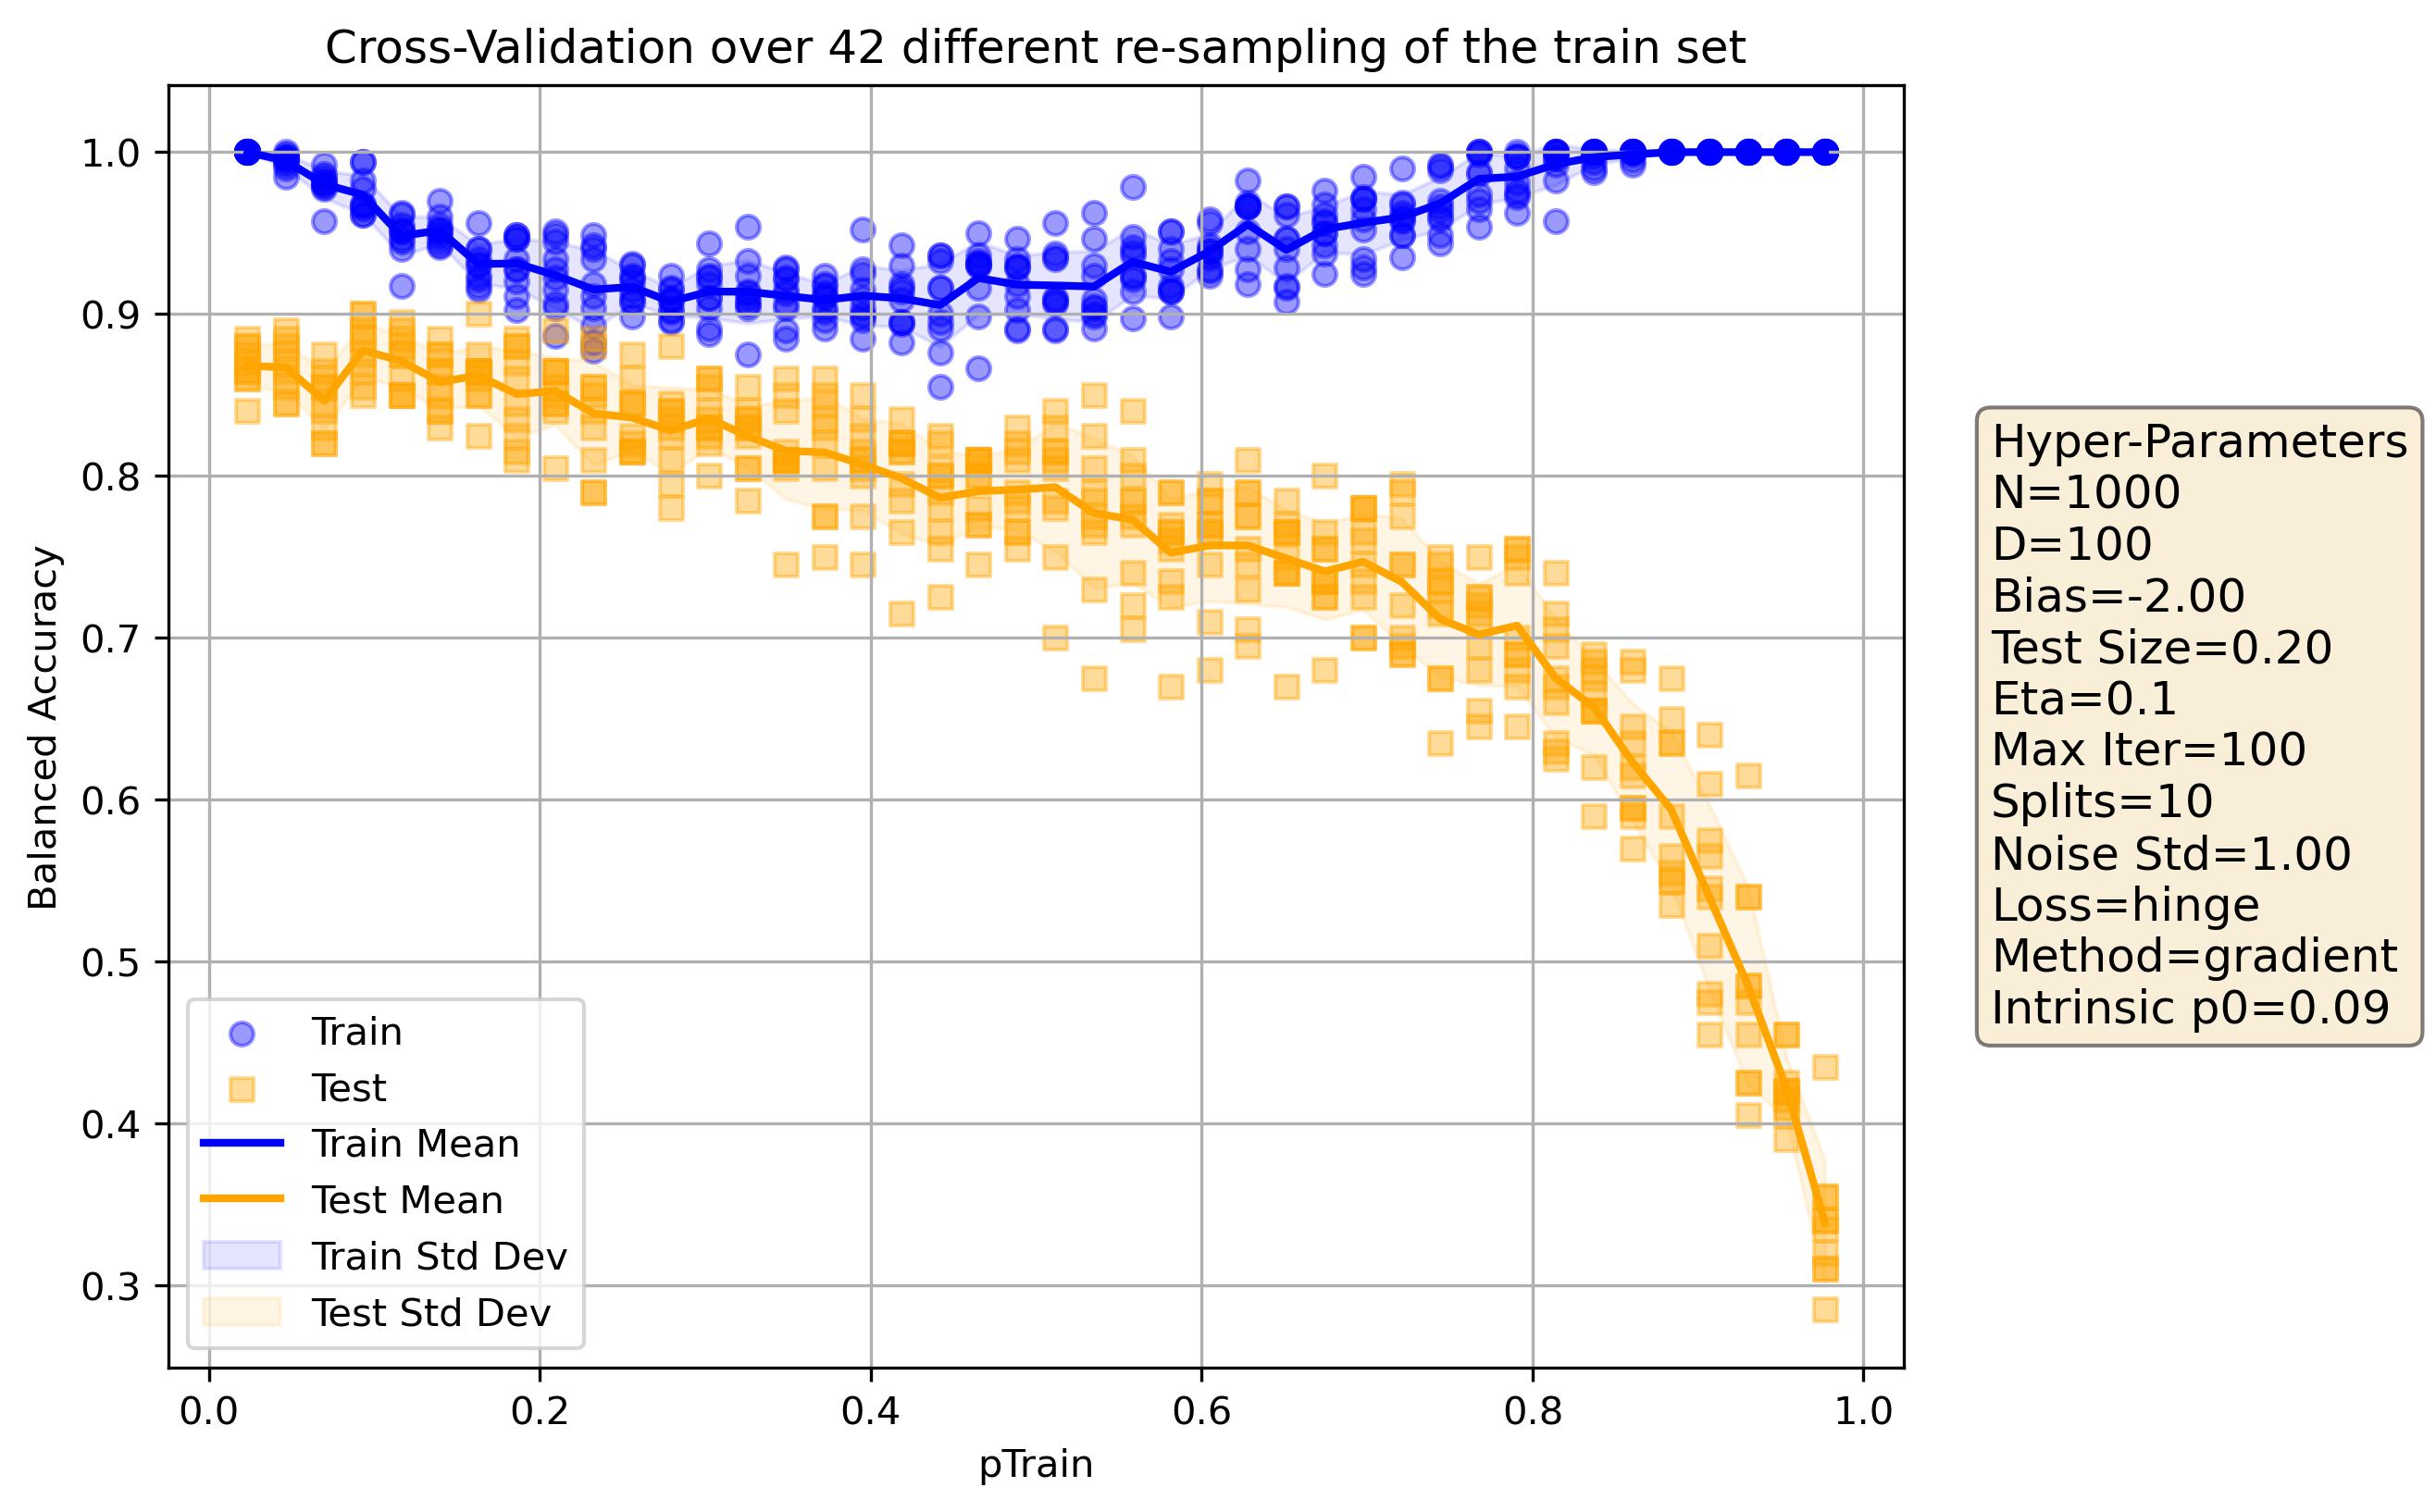 Cross-Validation over 42 different re-sampling of the train set
Balanced Accuracy
1.0
0.9
0.8
0.7
0.6
0.5
0.4
0.3
Train
Test
Train Mean
Test Mean
Train Std Dev
Test Std Dev
0.0
0.2
0.4
0.6
0.8
1.0
pTrain
Hyper-Parameters
N=1000
D=100
Bias=-2.00
Test Size=0.20
Eta=0.1
Max Iter=100
Splits=10
Noise Std=1.00
Loss=hinge
Method=gradient
Intrinsic p0=0.09